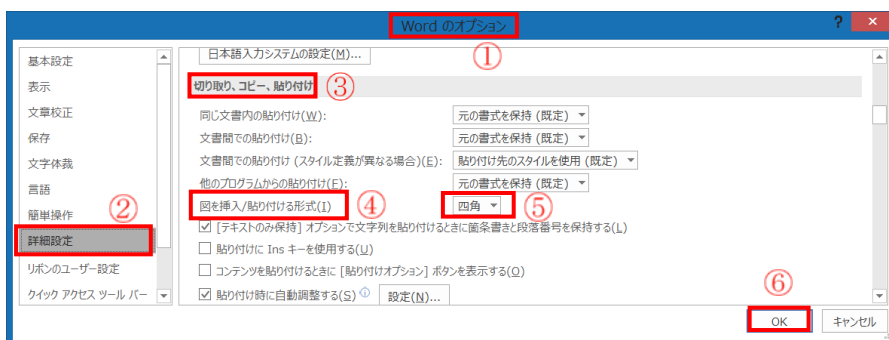 Word のオプション
?
×
①
基本設定
表示
文章校正
保存
文字体裁
言語
簡単操作
②
詳細設定
リボンのユーザー設定
クイック アクセス ツール バー
日本語入力システムの設定(M)...
切り取り、コピー、貼り付け
③
同じ文書内の貼り付け(W): 元の書式を保持 (既定)
文書間での貼り付け(B): 元の書式を保持 (既定)
文書間での貼り付け (スタイル定義が異なる場合)(E): 貼り付け先のスタイルを使用 (既定)
他のプログラムからの貼り付け(F): 元の書式を保持 (既定)
図を挿入/貼り付ける形式(I) ④ 四角 ⑤
[テキストのみ保持] オプションで文字列を貼り付けるときに箇条書きと段落番号を保持する(L)
貼り付けに Ins キーを使用する(U)
コンテンツを貼り付けるときに [貼り付けオプション] ボタンを表示する(O)
貼り付け時に自動調整する(S) 設定(N)...
⑥
OK
キャンセル